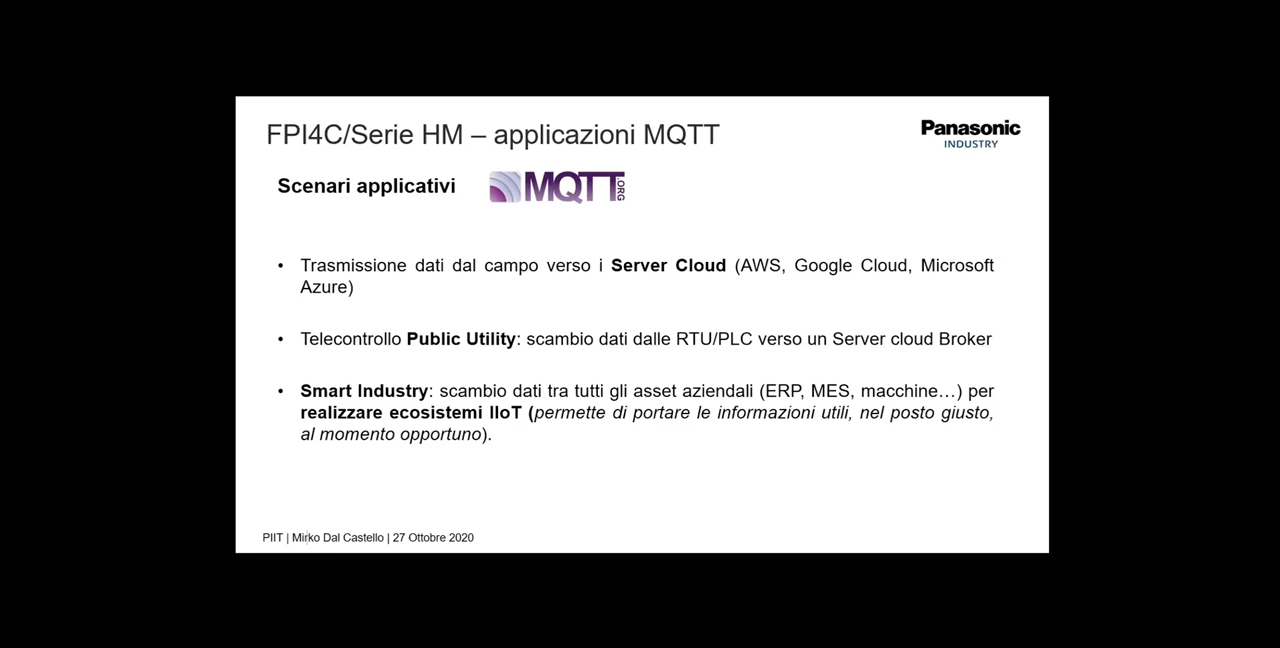 FPI4C/Serie HM – applicazioni MQTT
Panasonic
INDUSTRY
Scenari applicativi
MQTT.ORG
• Trasmissione dati dal campo verso i Server Cloud (AWS, Google Cloud, Microsoft
Azure)
• Telecontrollo Public Utility: scambio dati dalle RTU/PLC verso un Server cloud Broker
• Smart Industry: scambio dati tra tutti gli asset aziendali (ERP, MES, macchine…) per
realizzare ecosistemi IIoT (permette di portare le informazioni utili, nel posto giusto,
al momento opportuno).
PIIT | Mirko Dal Castello | 27 Ottobre 2020